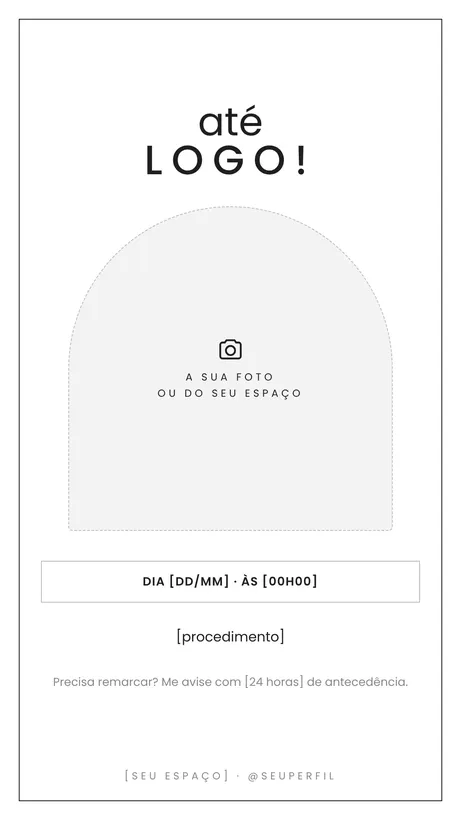 até
LOGO!
A SUA FOTO
OU DO SEU ESPAÇO
DIA [DD/MM] · ÀS [00H00]
[procedimento]
Precisa remarcar? Me avise com [24 horas] de antecedência.
[SEU ESPAÇO] · @SEUPERFIL